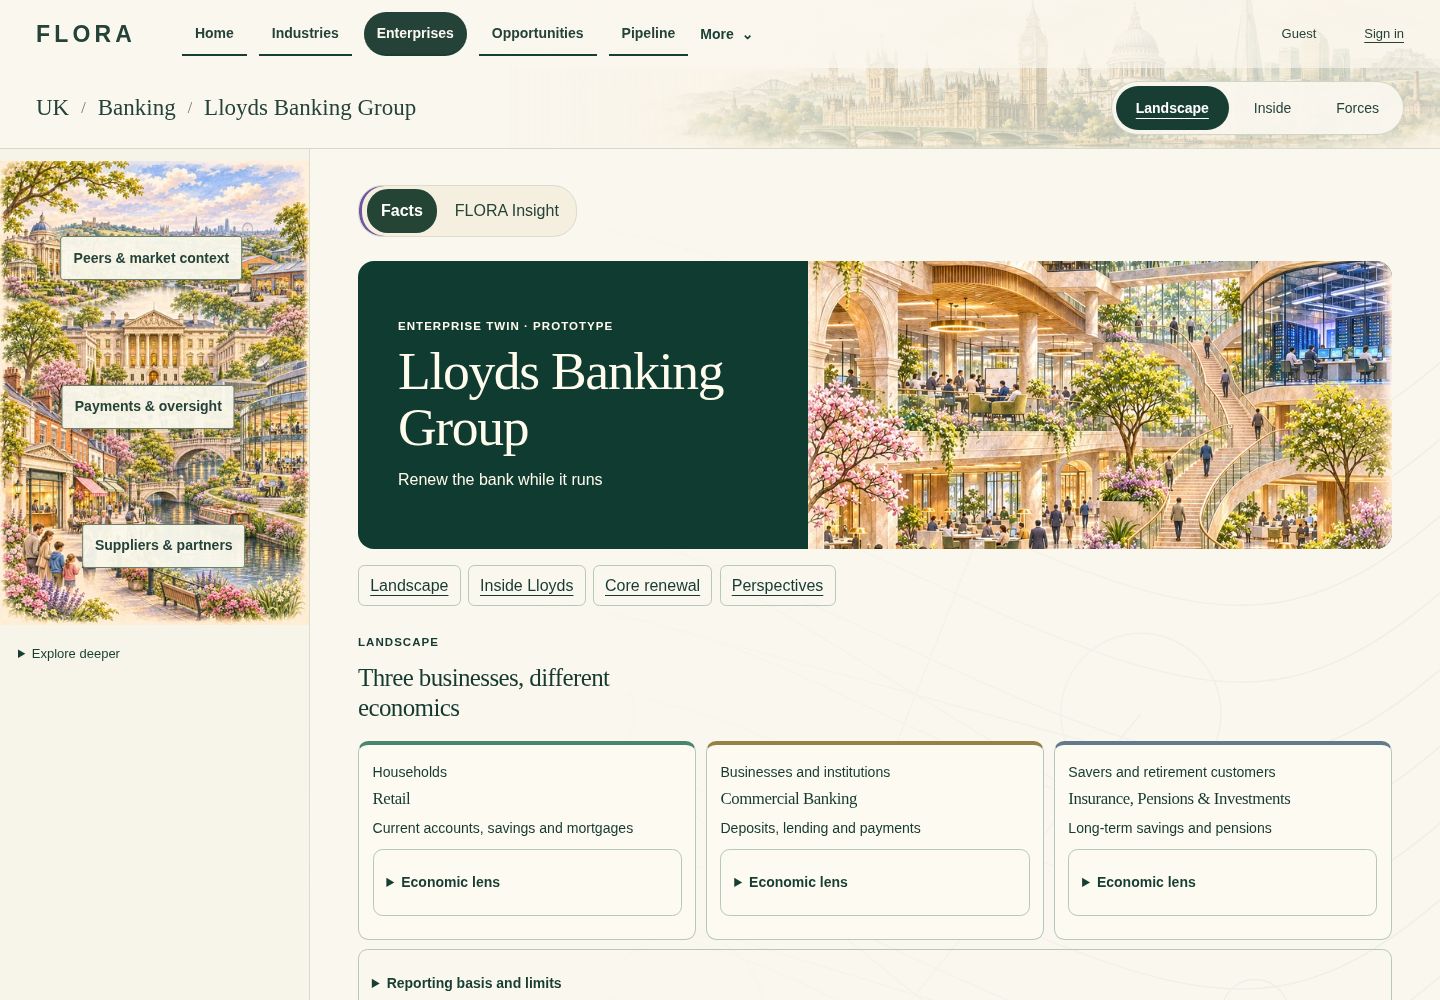 FLORA
Home
Industries
Enterprises
Opportunities
Pipeline
More
Guest
Sign in
UK / Banking / Lloyds Banking Group
Landscape
Inside
Forces
Peers & market context
Payments & oversight
Suppliers & partners
Explore deeper
Facts
FLORA Insight
ENTERPRISE TWIN · PROTOTYPE
Lloyds Banking
Group
Renew the bank while it runs
Landscape
Inside Lloyds
Core renewal
Perspectives
LANDSCAPE
Three businesses, different
economics
Households
Retail
Current accounts, savings and mortgages
Economic lens
Businesses and institutions
Commercial Banking
Deposits, lending and payments
Economic lens
Savers and retirement customers
Insurance, Pensions & Investments
Long-term savings and pensions
Economic lens
Reporting basis and limits